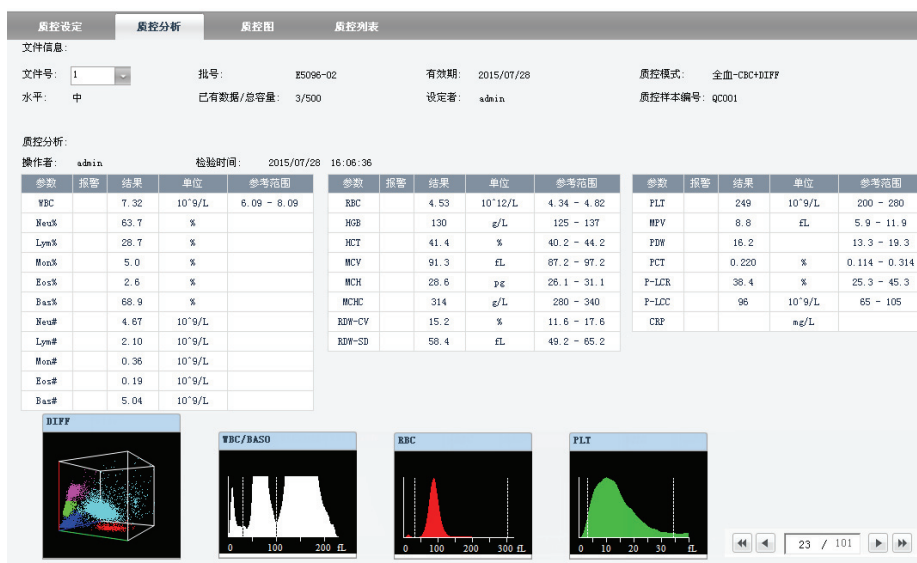 质控设定 质控分析 质控图 质控列表
文件信息:
文件号: 1 批号: E5096-02 有效期: 2015/07/28 质控模式: 全血-CBC+DIFF
水平: 中 已有数据/总容量: 3/500 设定者: admin 质控样本编号: QC001
质控分析:
操作者: admin 检验时间: 2015/07/28 16:06:36
参数 报警 结果 单位 参考范围 参数 报警 结果 单位 参考范围 参数 报警 结果 单位 参考范围
WBC 7.32 10^9/L 6.09 - 8.09 RBC 4.53 10^12/L 4.34 - 4.82 PLT 249 10^9/L 200 - 280
Neu% 63.7 % HGB 130 g/L 125 - 137 MPV 8.8 fL 5.9 - 11.9
Lym% 28.7 % HCT 41.4 % 40.2 - 44.2 PDW 16.2 13.3 - 19.3
Mon% 5.0 % MCV 91.3 fL 87.2 - 97.2 PCT 0.220 % 0.114 - 0.314
Eos% 2.6 % MCH 28.6 pg 26.1 - 31.1 P-LCR 38.4 % 25.3 - 45.3
Bas% 68.9 % MCHC 314 g/L 280 - 340 P-LCC 96 10^9/L 65 - 105
Neu# 4.67 10^9/L RDW-CV 15.2 % 11.6 - 17.6 CRP mg/L
Lym# 2.10 10^9/L RDW-SD 58.4 fL 49.2 - 65.2
Mon# 0.36 10^9/L
Eos# 0.19 10^9/L
Bas# 5.04 10^9/L
DIFF
WBC/BASO RBC PLT
0 100 200 fL 0 100 200 300 fL 0 10 20 30 fL
23 / 101